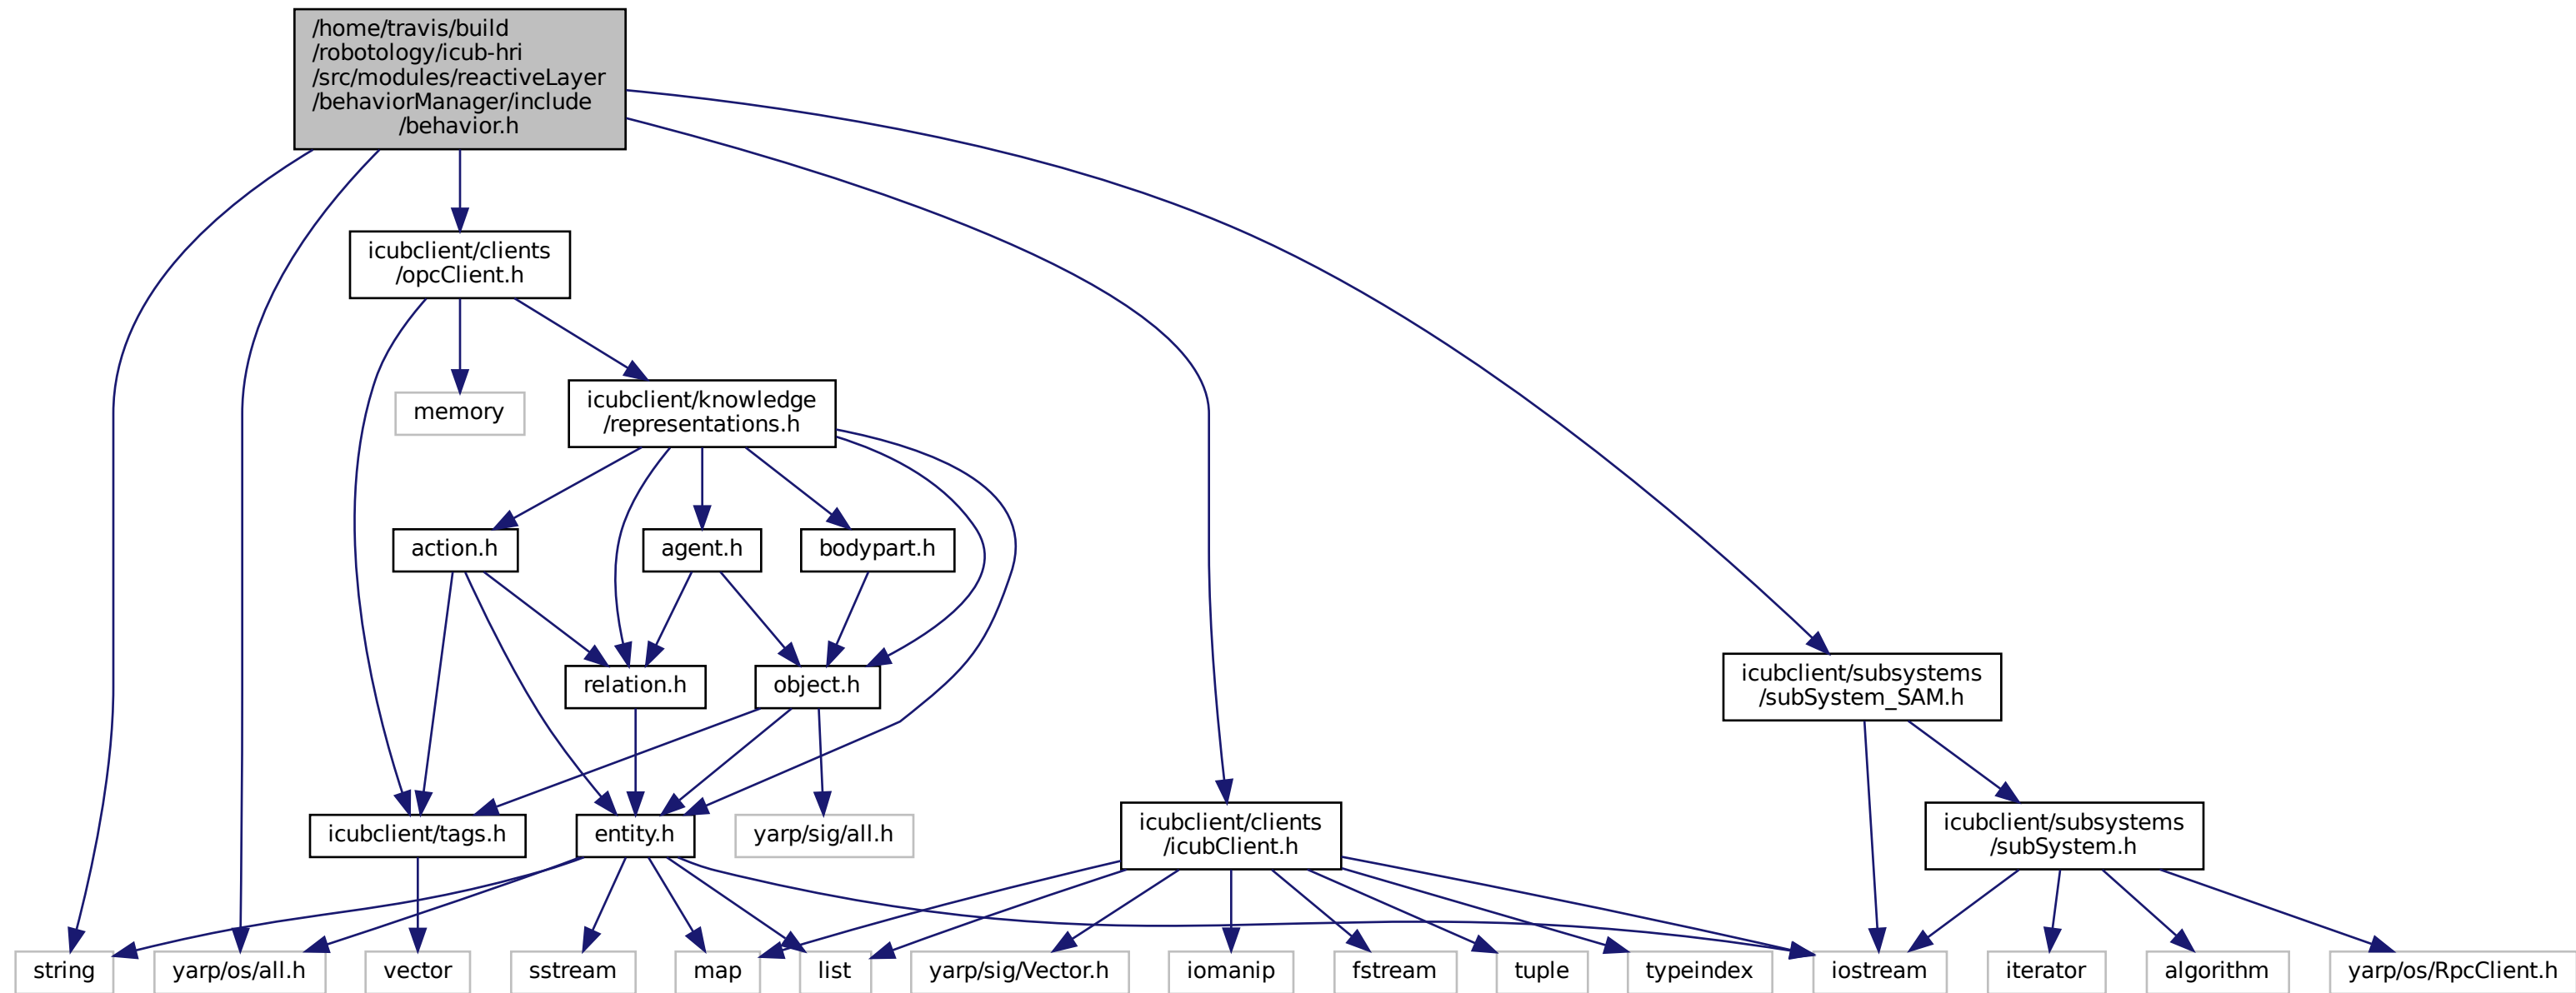 /home/travis/build
/robotology/icub-hri
/src/modules/reactiveLayer
/behaviorManager/include
/behavior.h
icubclient/clients
/opcClient.h
memory
icubclient/knowledge
/representations.h
action.h
agent.h
bodypart.h
relation.h
object.h
icubclient/subsystems
/subSystem_SAM.h
icubclient/tags.h
entity.h
yarp/sig/all.h
icubclient/clients
/icubClient.h
icubclient/subsystems
/subSystem.h
string
yarp/os/all.h
vector
sstream
map
list
yarp/sig/Vector.h
iomanip
fstream
tuple
typeindex
iostream
iterator
algorithm
yarp/os/RpcClient.h